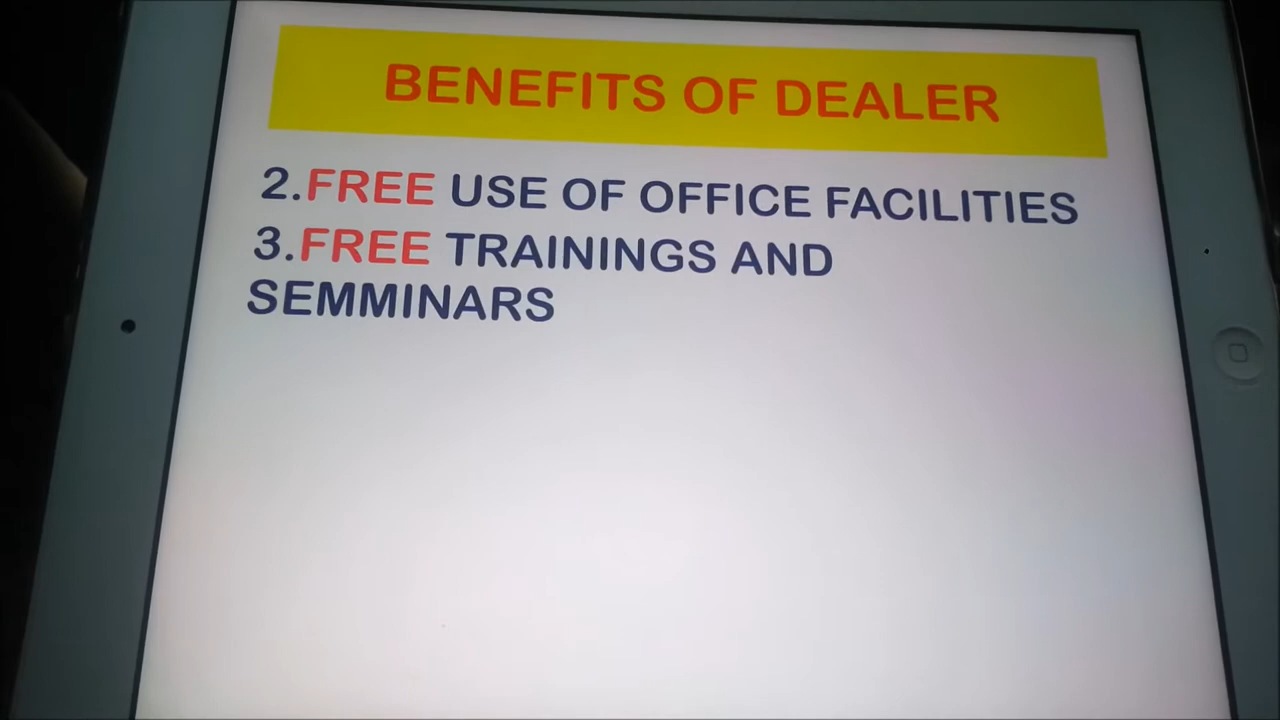 BENEFITS OF DEALER
2.FREE USE OF OFFICE FACILITIES
3.FREE TRAININGS AND
SEMMINARS